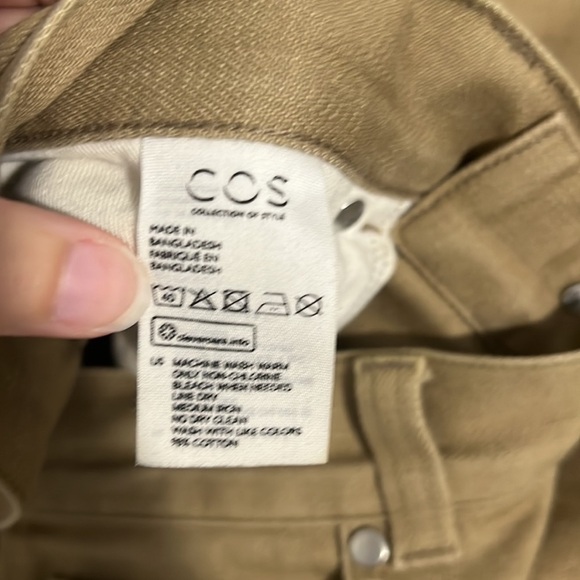 COS
COLLECTION OF STYLE
MADE IN
BANGLADESH
FABRIQUE EN
BANGLADESH
40
clevercare.info
US MACHINE WASH WARM
ONLY NON-CHLORINE
BLEACH WHEN NEEDED
LINE DRY
MEDIUM IRON
NO DRY CLEAN
WASH WITH LIKE COLORS
98% COTTON